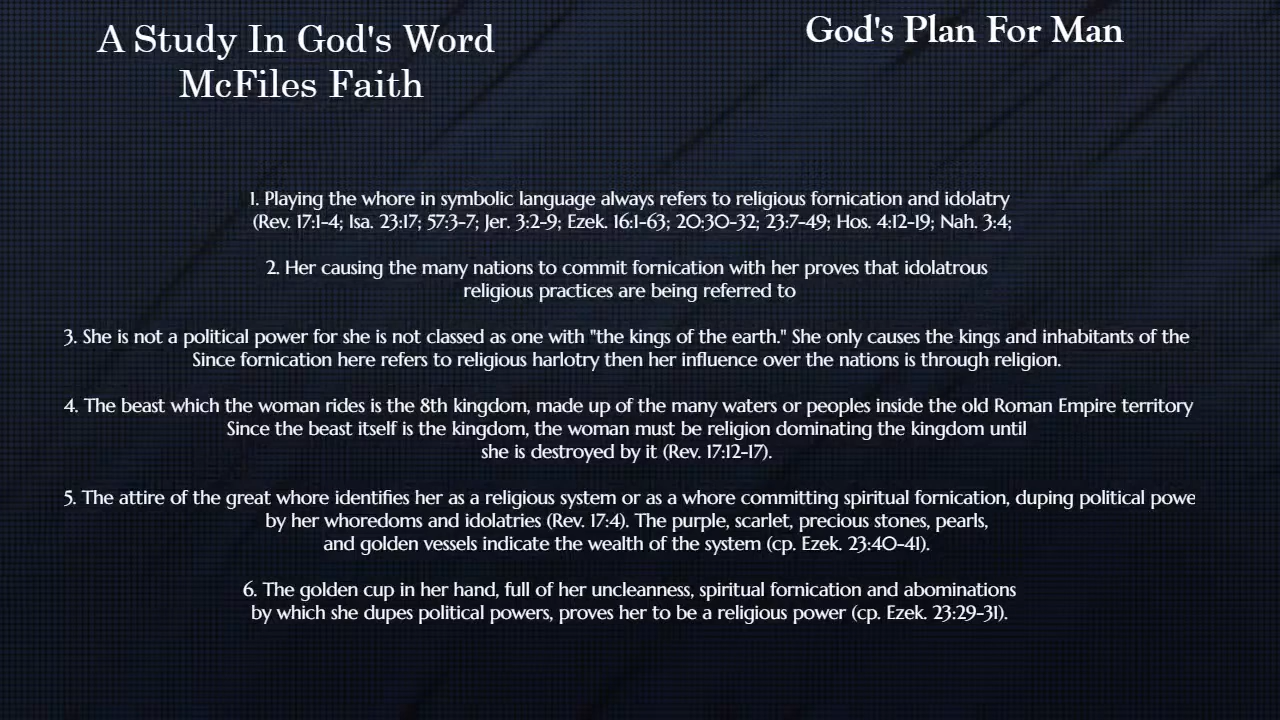 A Study In God's Word
McFiles Faith
God's Plan For Man
1. Playing the whore in symbolic language always refers to religious fornication and idolatry
(Rev. 17:1-4; Isa. 23:17; 57:3-7; Jer. 3:2-9; Ezek. 16:1-63; 20:30-32; 23:7-49; Hos. 4:12-19; Nah. 3:4;
2. Her causing the many nations to commit fornication with her proves that idolatrous
religious practices are being referred to
3. She is not a political power for she is not classed as one with "the kings of the earth." She only causes the kings and inhabitants of the
Since fornication here refers to religious harlotry then her influence over the nations is through religion.
4. The beast which the woman rides is the 8th kingdom, made up of the many waters or peoples inside the old Roman Empire territory
Since the beast itself is the kingdom, the woman must be religion dominating the kingdom until
she is destroyed by it (Rev. 17:12-17).
5. The attire of the great whore identifies her as a religious system or as a whore committing spiritual fornication, duping political powe
by her whoredoms and idolatries (Rev. 17:4). The purple, scarlet, precious stones, pearls,
and golden vessels indicate the wealth of the system (cp. Ezek. 23:40-41).
6. The golden cup in her hand, full of her uncleanness, spiritual fornication and abominations
by which she dupes political powers, proves her to be a religious power (cp. Ezek. 23:29-31).